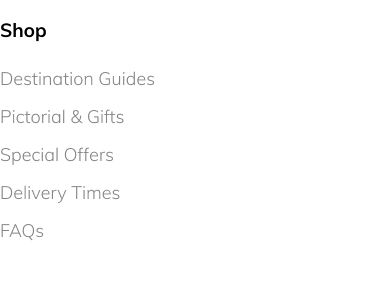 Shop
Destination Guides
Pictorial & Gifts
Special Offers
Delivery Times
FAQs